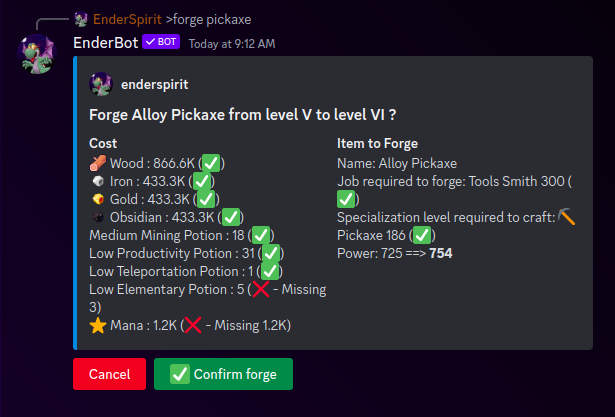 EnderSpirit >forge pickaxe
EnderBot ✓ BOT Today at 9:12 AM
enderspirit
Forge Alloy Pickaxe from level V to level VI ?
Cost
Wood : 866.6K (✅)
Iron : 433.3K (✅)
Gold : 433.3K (✅)
Obsidian : 433.3K (✅)
Medium Mining Potion : 18 (✅)
Low Productivity Potion : 31 (✅)
Low Teleportation Potion : 1 (✅)
Low Elementary Potion : 5 (❌ - Missing
3)
⭐ Mana : 1.2K (❌ - Missing 1.2K)
Item to Forge
Name: Alloy Pickaxe
Job required to forge: Tools Smith 300 (
✅)
Specialization level required to craft: ⛏️
Pickaxe 186 (✅)
Power: 725 ==> 754
Cancel
✅ Confirm forge